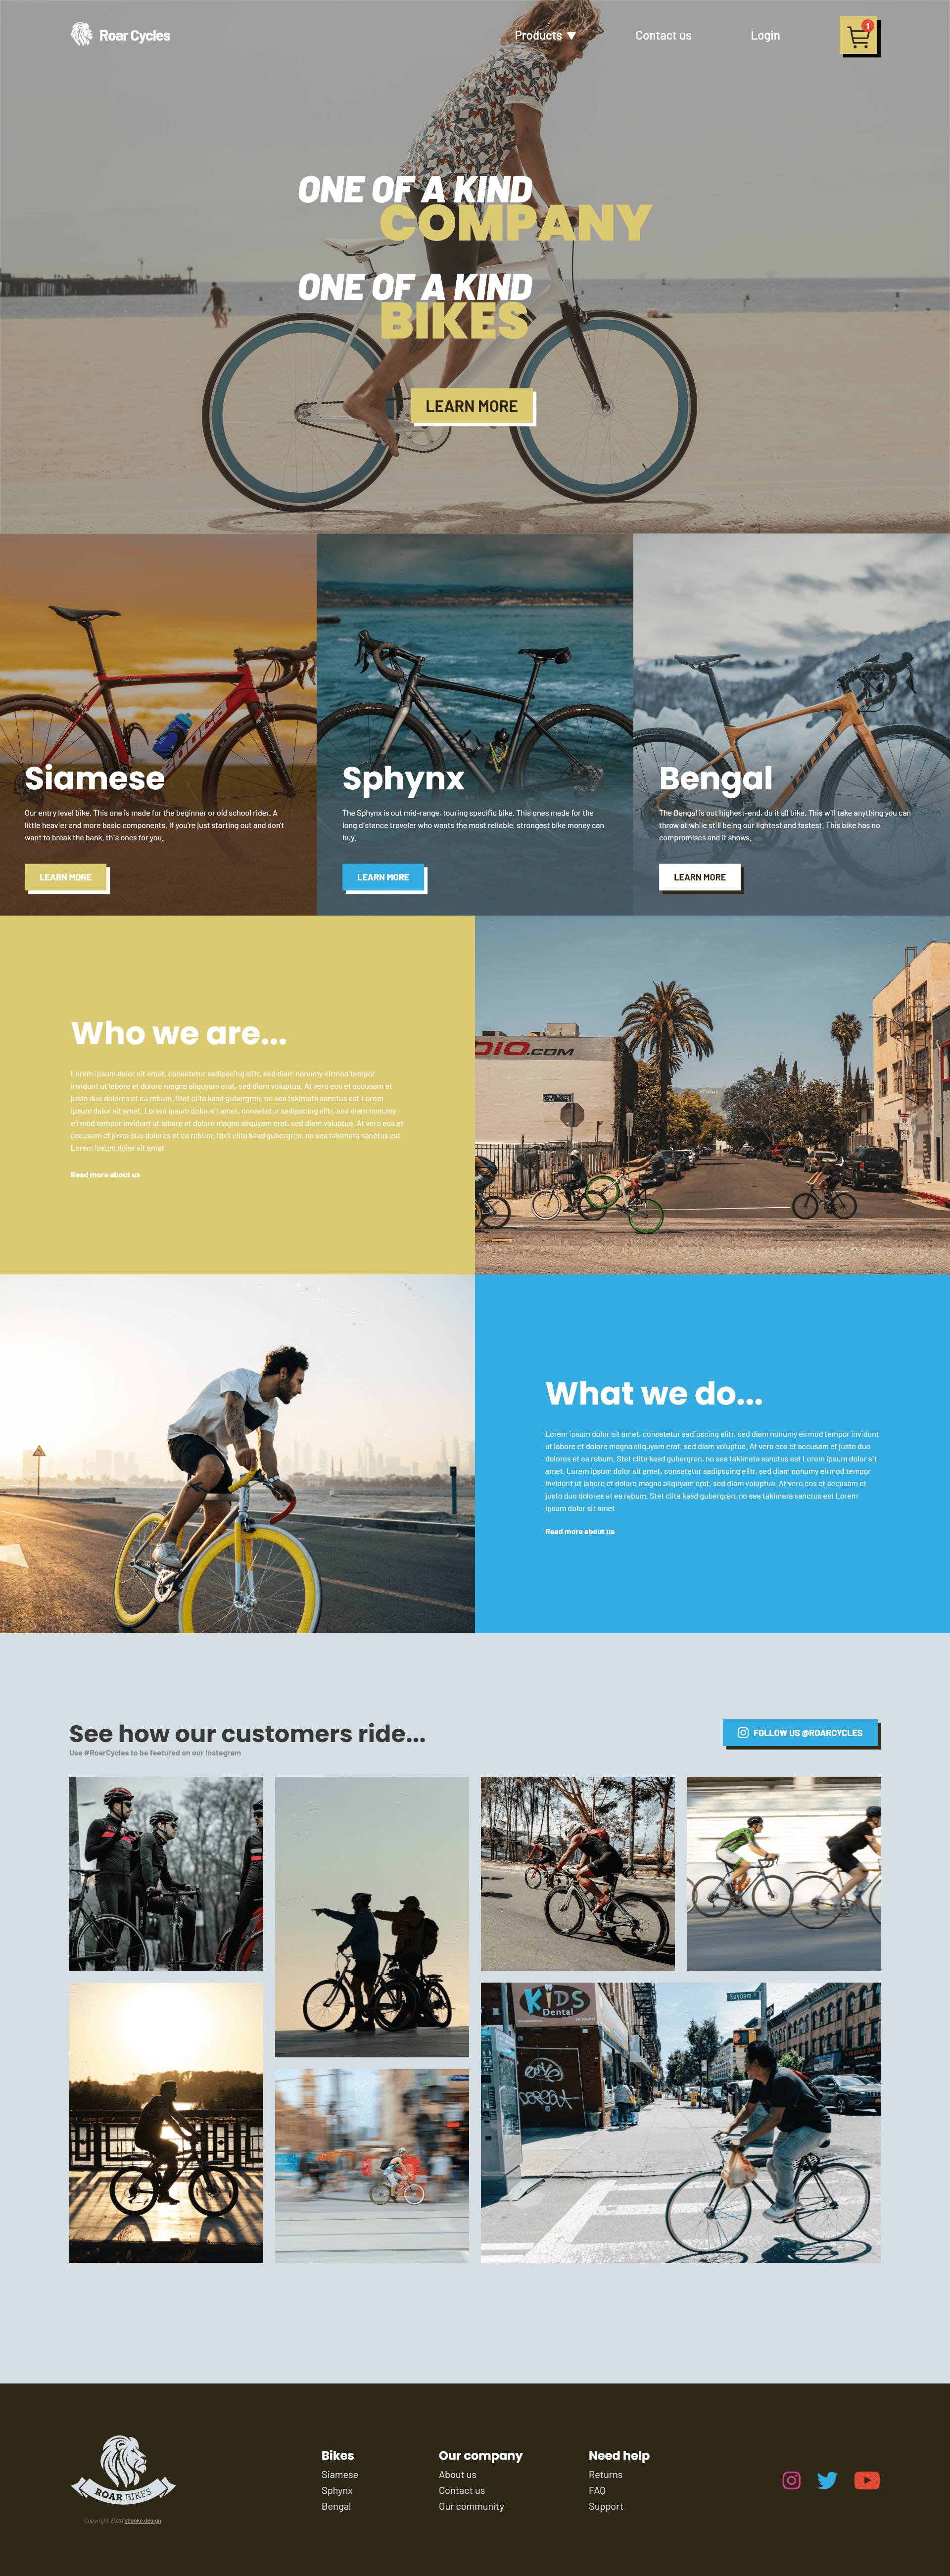 Roar Cycles
Products ▼
Contact us
Login
1
ONE OF A KIND
COMPANY
ONE OF A KIND
BIKES
LEARN MORE
Siamese
Our entry level bike. This one is made for the beginner or old school rider. A
little heavier and more basic components. If you're just starting out and don't
want to break the bank, this ones for you.
LEARN MORE
Sphynx
The Sphynx is out mid-range, touring specific bike. This ones made for the
long distance traveler who wants the most reliable, strongest bike money can
buy.
LEARN MORE
Bengal
The Bengal is out highest-end, do it all bike. This will take anything you can
throw at while still being our lightest and fastest. This bike has no
compromises and it shows.
LEARN MORE
Who we are...
Lorem ipsum dolor sit amet, consetetur sadipscing elitr, sed diam nonumy eirmod tempor
invidunt ut labore et dolore magna aliquyam erat, sed diam voluptua. At vero eos et accusam et
justo duo dolores et ea rebum. Stet clita kasd gubergren, no sea takimata sanctus est Lorem
ipsum dolor sit amet. Lorem ipsum dolor sit amet, consetetur sadipscing elitr, sed diam nonumy
eirmod tempor invidunt ut labore et dolore magna aliquyam erat, sed diam voluptua. At vero eos et
accusam et justo duo dolores et ea rebum. Stet clita kasd gubergren, no sea takimata sanctus est
Lorem ipsum dolor sit amet
Read more about us
DIO.COM
What we do...
Lorem ipsum dolor sit amet, consetetur sadipscing elitr, sed diam nonumy eirmod tempor invidunt
ut labore et dolore magna aliquyam erat, sed diam voluptua. At vero eos et accusam et justo duo
dolores et ea rebum. Stet clita kasd gubergren, no sea takimata sanctus est Lorem ipsum dolor sit
amet. Lorem ipsum dolor sit amet, consetetur sadipscing elitr, sed diam nonumy eirmod tempor
invidunt ut labore et dolore magna aliquyam erat, sed diam voluptua. At vero eos et accusam et
justo duo dolores et ea rebum. Stet clita kasd gubergren, no sea takimata sanctus est Lorem
ipsum dolor sit amet
Read more about us
See how our customers ride...
Use #RoarCycles to be featured on our Instagram
FOLLOW US @ROARCYCLES
KiDS
Dental
Suydam
ROAR BIKES
Copyright 2020 seankc.design
Bikes
Siamese
Sphynx
Bengal
Our company
About us
Contact us
Our community
Need help
Returns
FAQ
Support